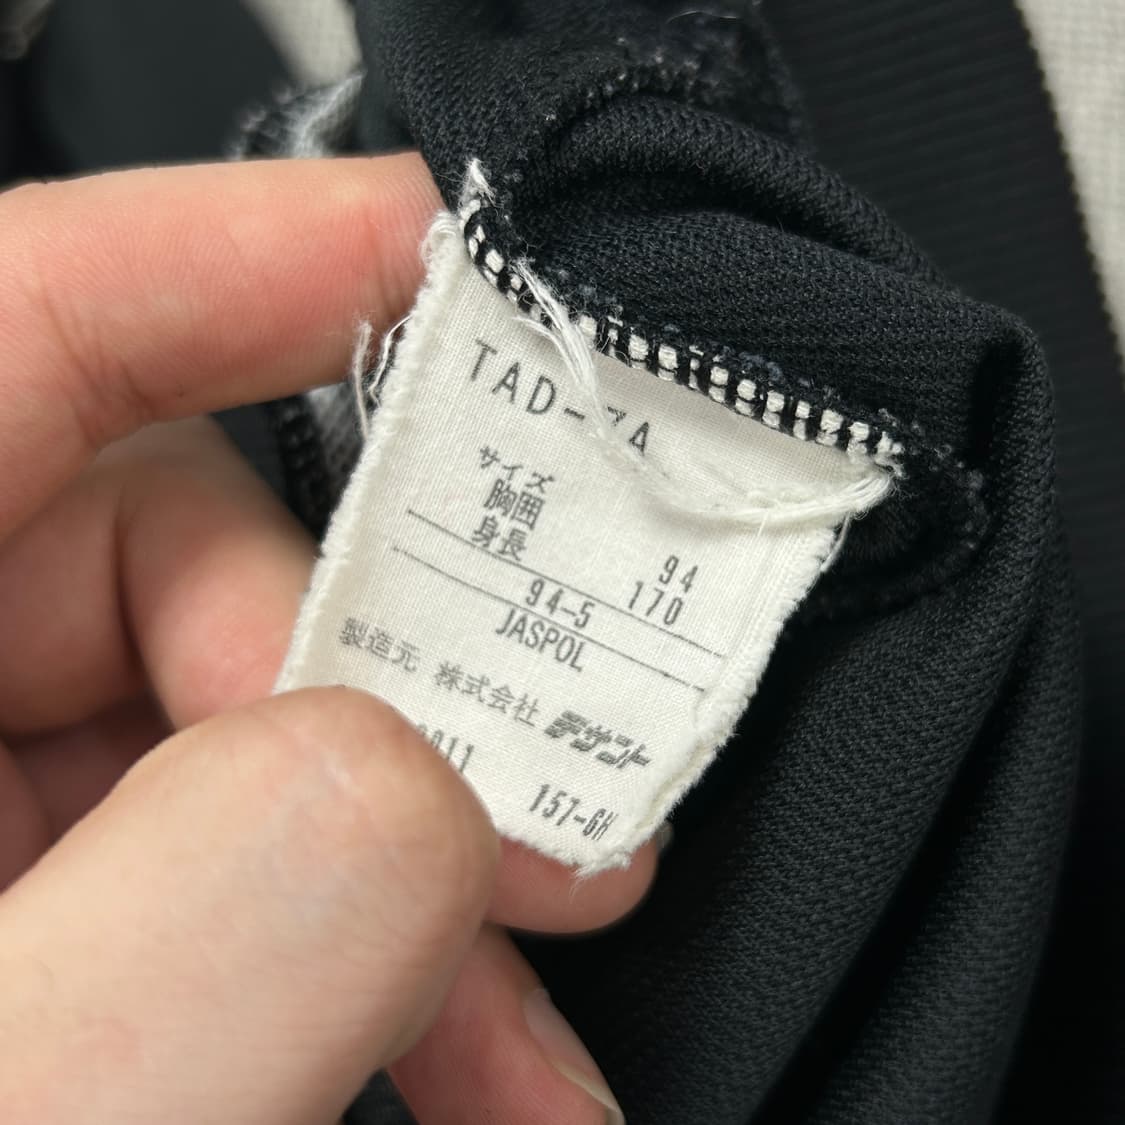 TAD-7A
サイズ
胸囲 94
身長 170
94-5
JASPOL
製造元 株式会社 デサント
157-6H